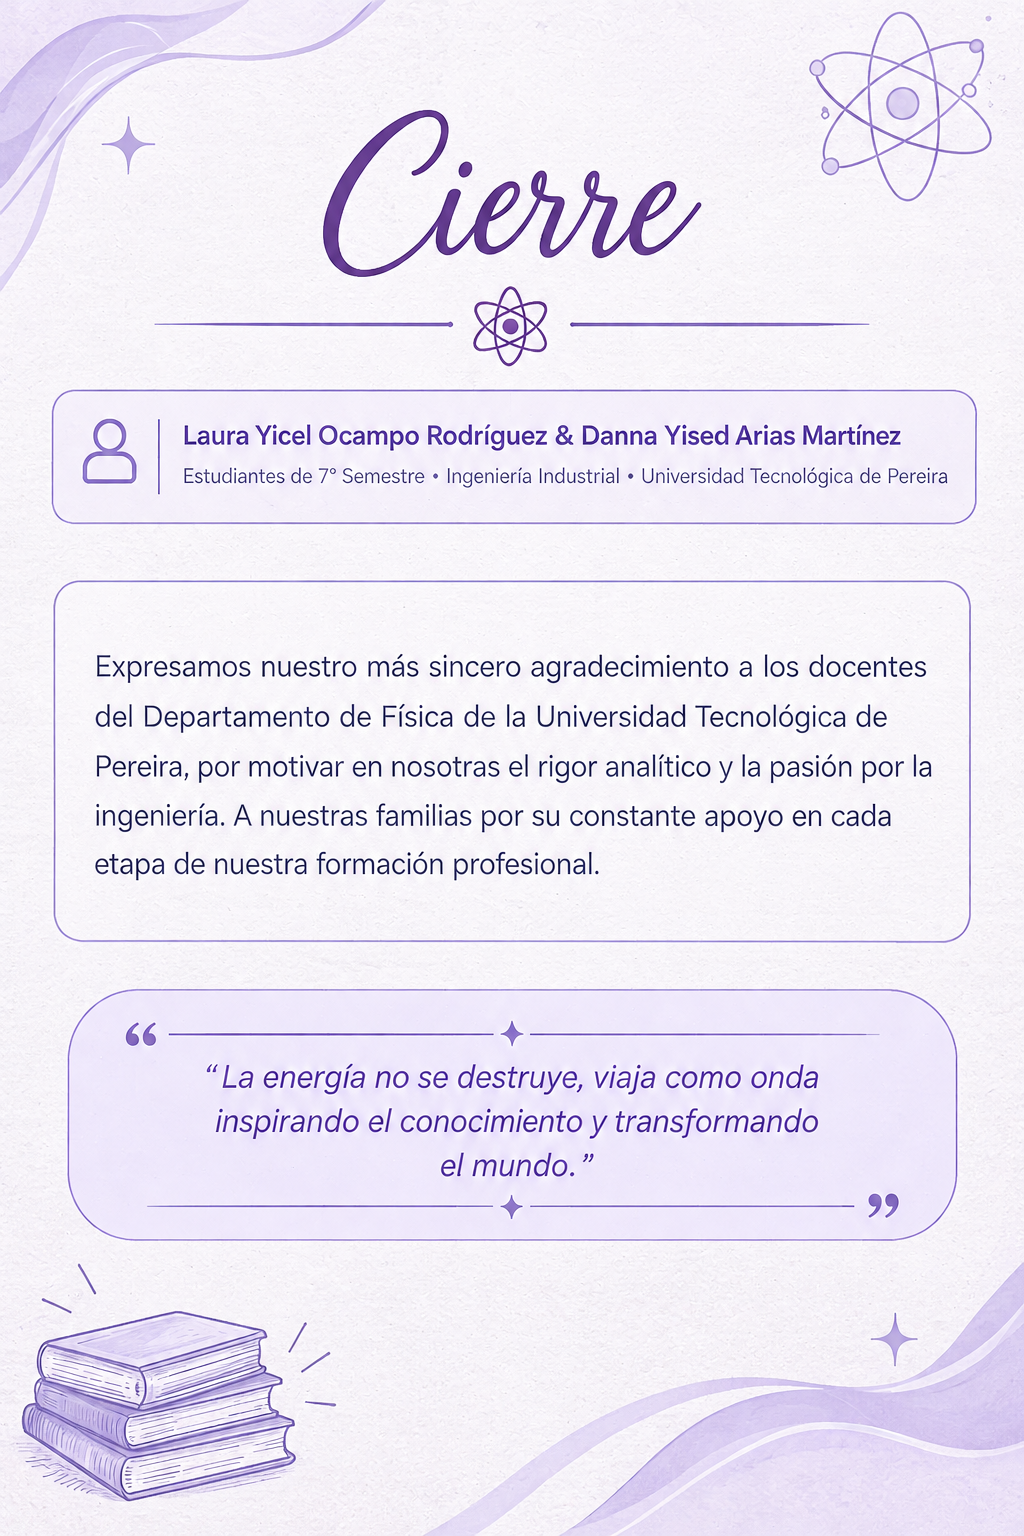 Cierre
Laura Yicel Ocampo Rodríguez & Danna Yised Arias Martínez
Estudiantes de 7° Semestre • Ingeniería Industrial • Universidad Tecnológica de Pereira
Expresamos nuestro más sincero agradecimiento a los docentes
del Departamento de Física de la Universidad Tecnológica de
Pereira, por motivar en nosotras el rigor analítico y la pasión por la
ingeniería. A nuestras familias por su constante apoyo en cada
etapa de nuestra formación profesional.
“La energía no se destruye, viaja como onda
inspirando el conocimiento y transformando
el mundo.”